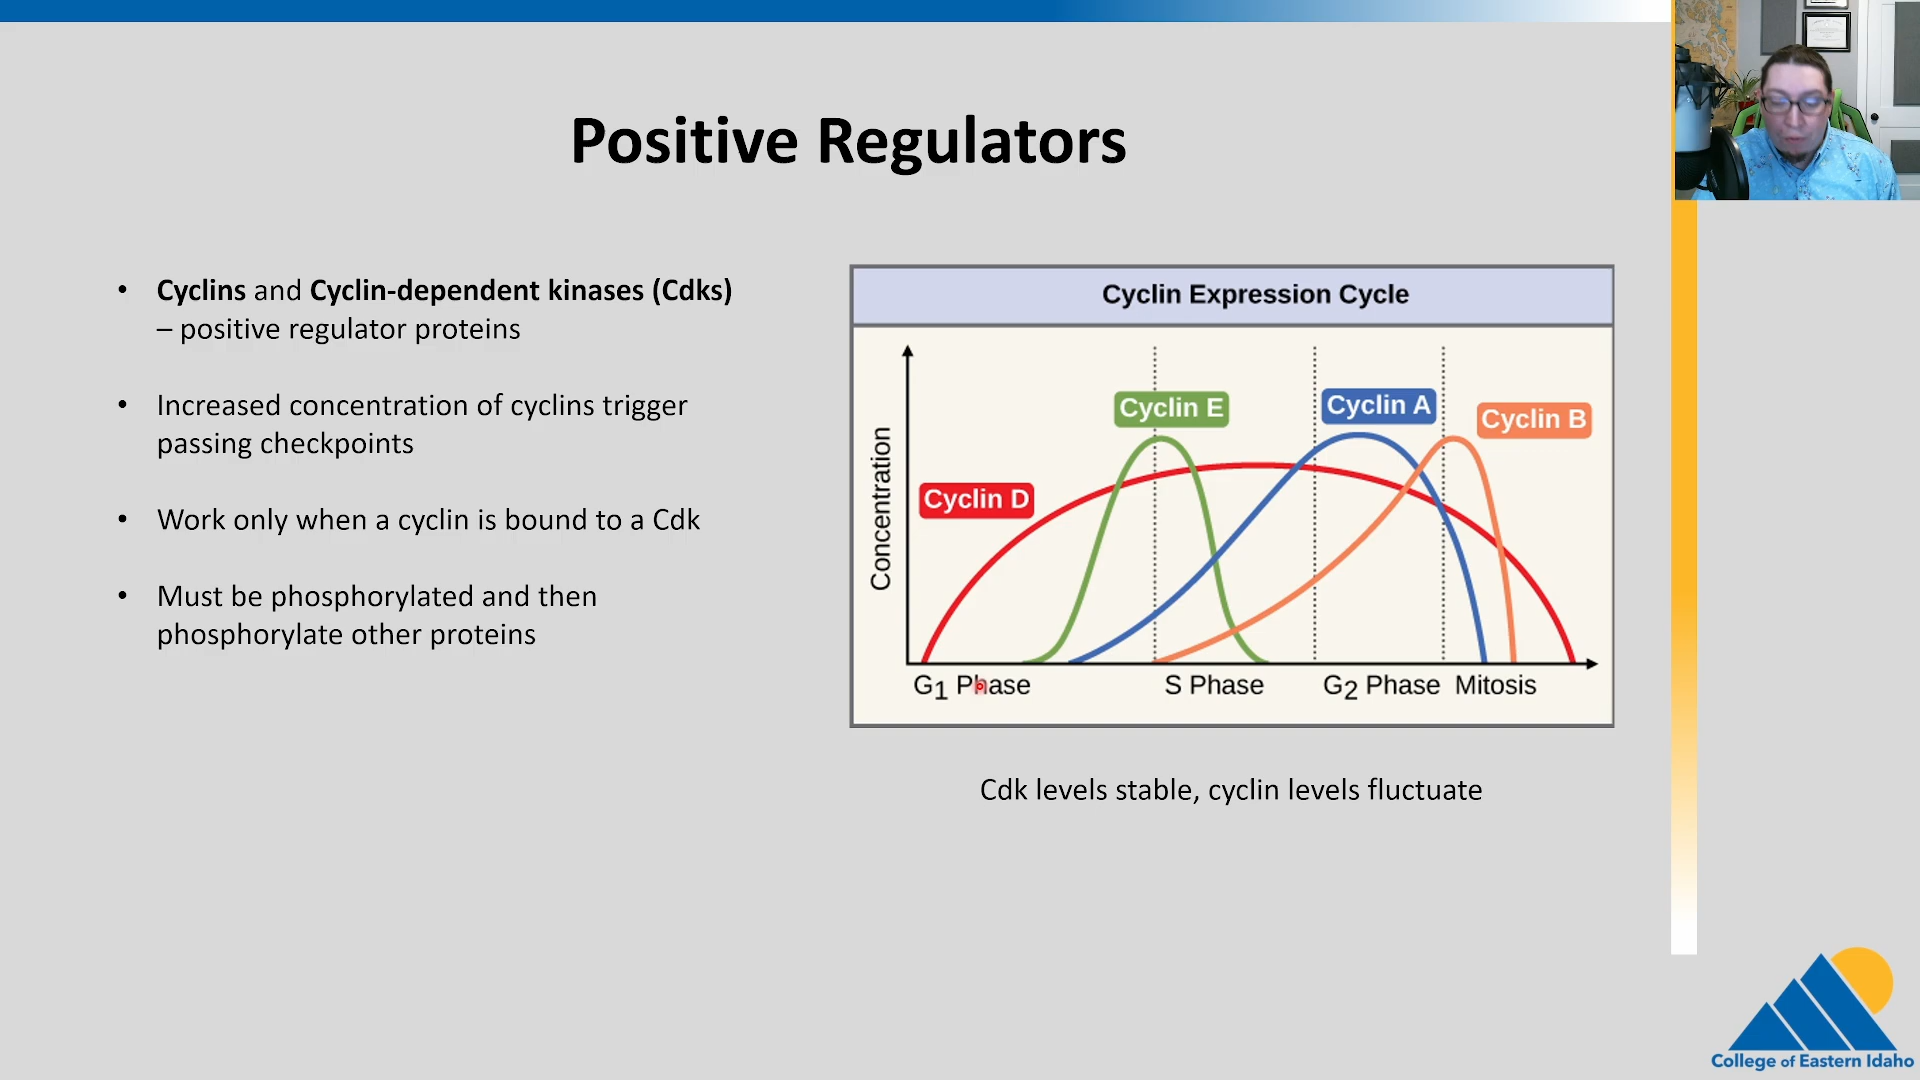 Positive Regulators
• Cyclins and Cyclin-dependent kinases (Cdks)
– positive regulator proteins
• Increased concentration of cyclins trigger
passing checkpoints
• Work only when a cyclin is bound to a Cdk
• Must be phosphorylated and then
phosphorylate other proteins
Cyclin Expression Cycle
Concentration
Cyclin D
Cyclin E
Cyclin A
Cyclin B
G1 Phase
S Phase
G2 Phase
Mitosis
Cdk levels stable, cyclin levels fluctuate
College of Eastern Idaho